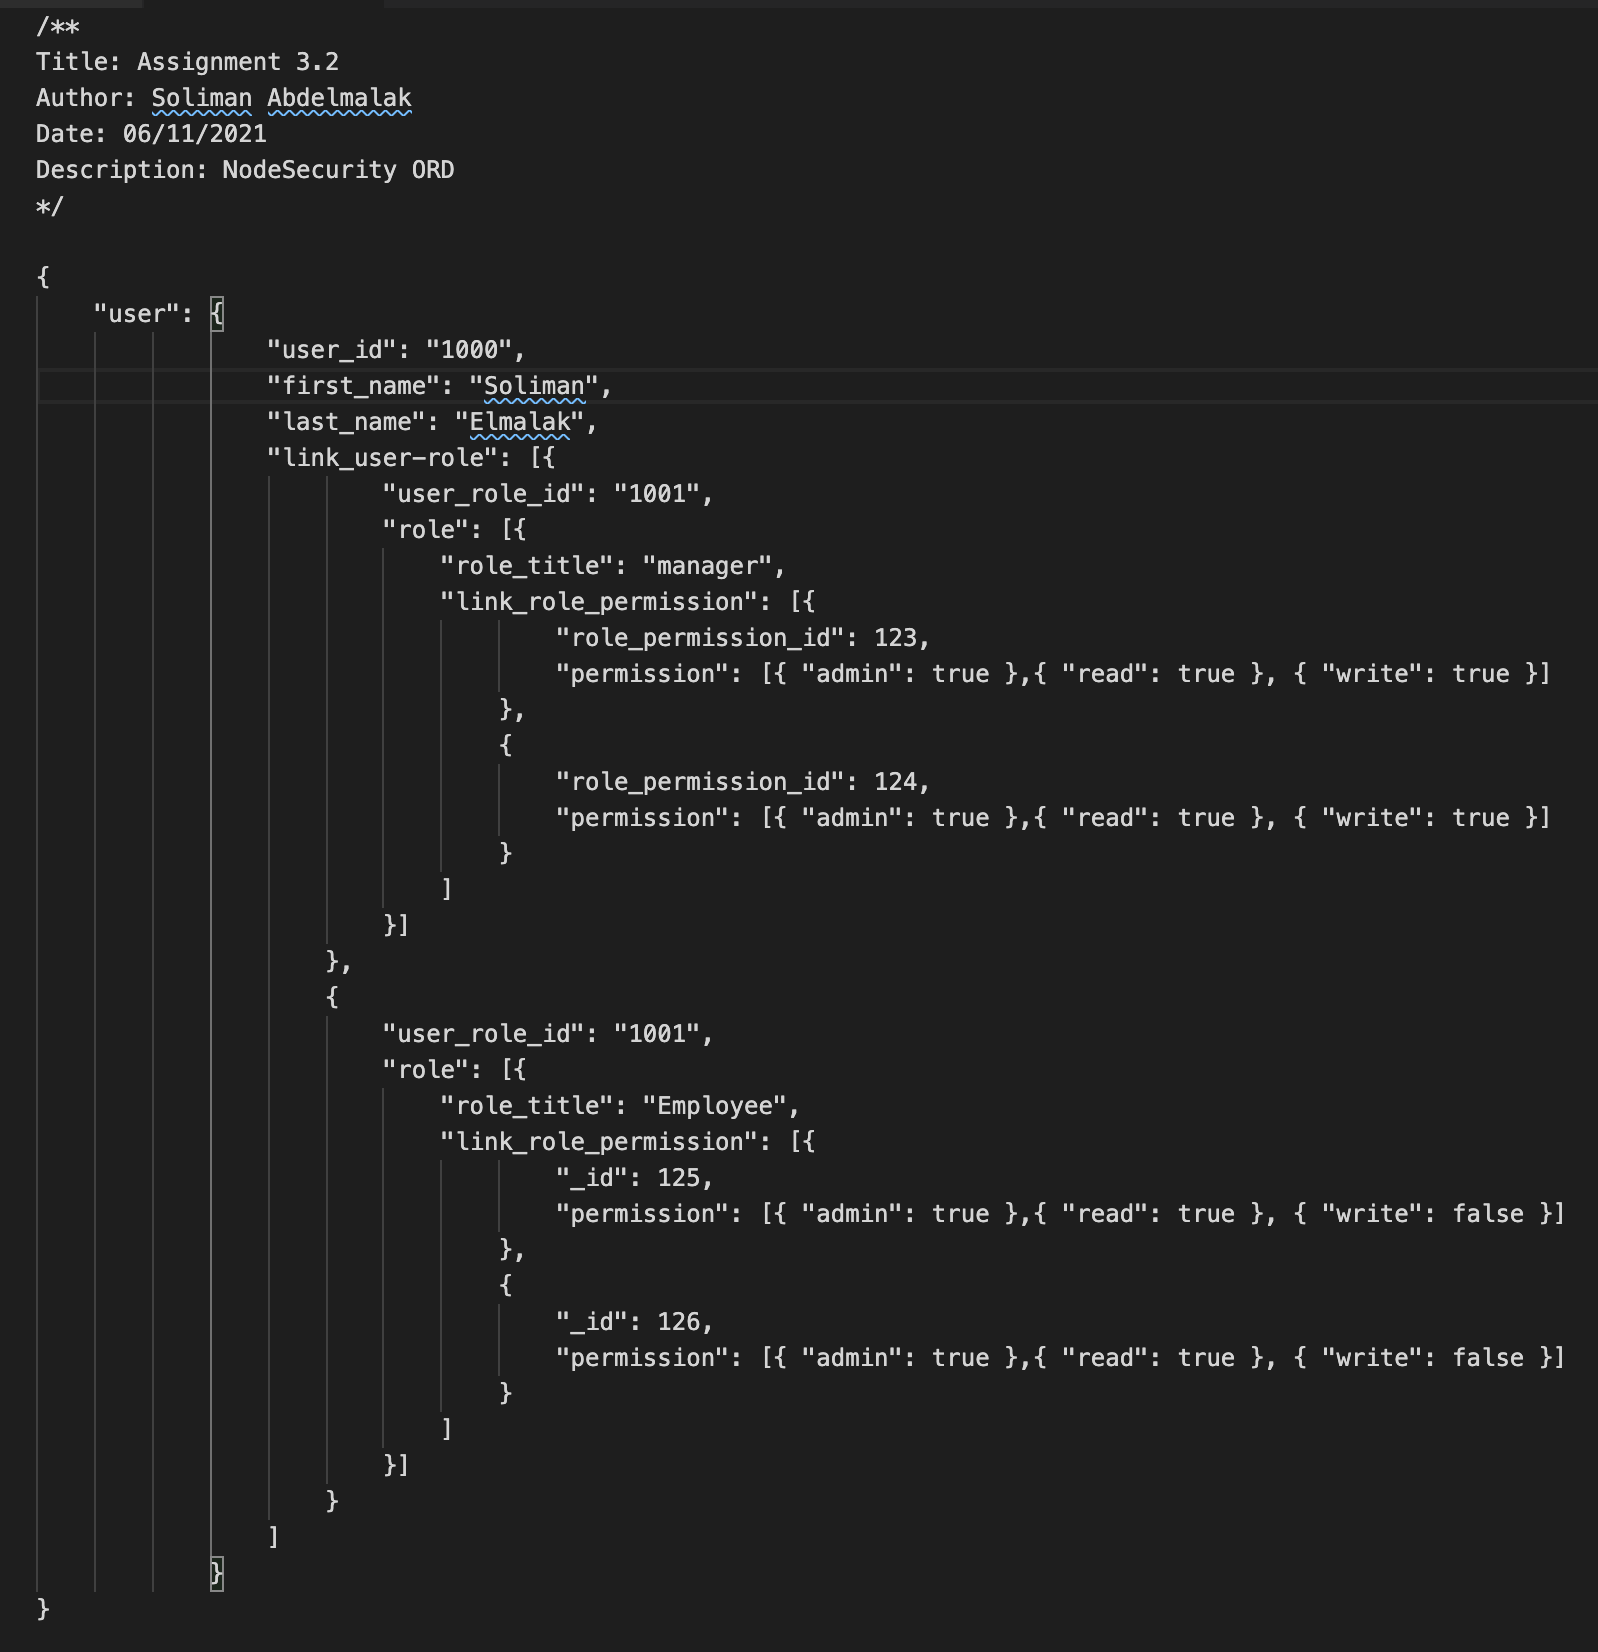 /**
Title: Assignment 3.2
Author: Soliman Abdelmalak
Date: 06/11/2021
Description: NodeSecurity ORD
*/
{
"user": {
"user_id": "1000",
"first_name": "Soliman",
"last_name": "Elmalak",
"link_user-role": [{
"user_role_id": "1001",
"role": [{
"role_title": "manager",
"link_role_permission": [{
"role_permission_id": 123,
"permission": [{ "admin": true },{ "read": true }, { "write": true }]
},
{
"role_permission_id": 124,
"permission": [{ "admin": true },{ "read": true }, { "write": true }]
}
]
}]
},
{
"user_role_id": "1001",
"role": [{
"role_title": "Employee",
"link_role_permission": [{
"_id": 125,
"permission": [{ "admin": true },{ "read": true }, { "write": false }]
},
{
"_id": 126,
"permission": [{ "admin": true },{ "read": true }, { "write": false }]
}
]
}]
}
]
}
}